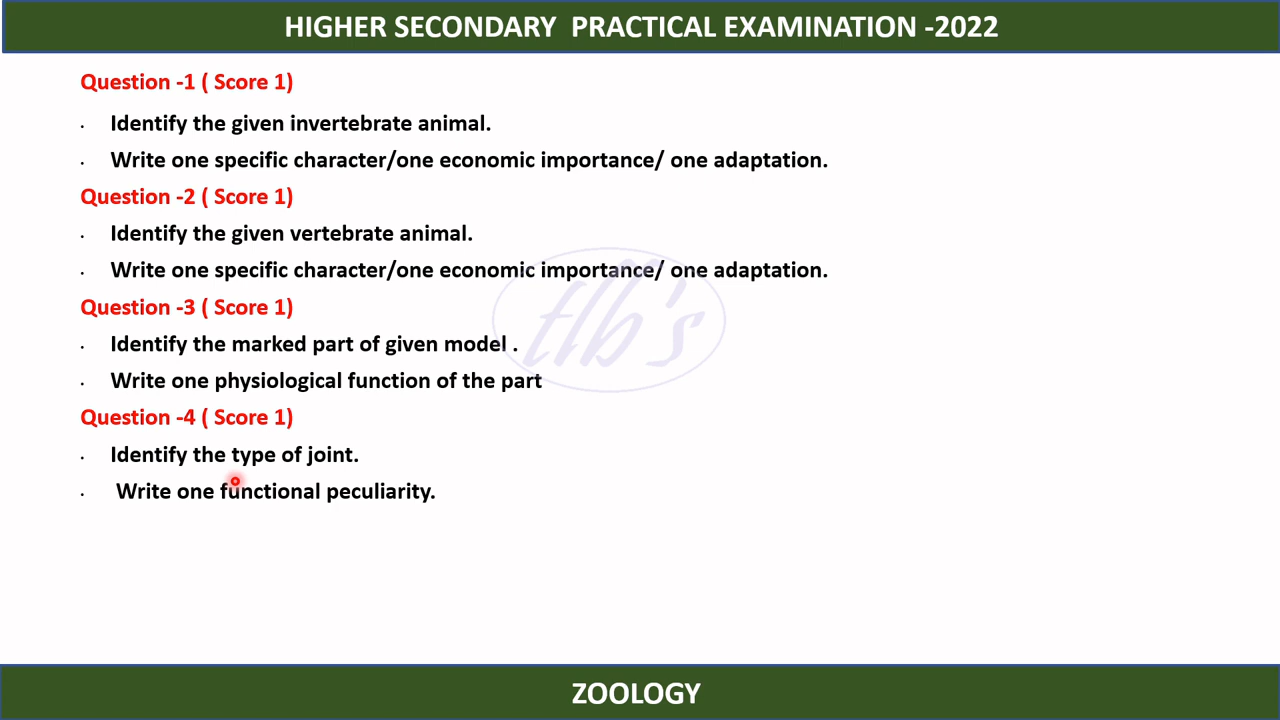 HIGHER SECONDARY  PRACTICAL EXAMINATION -2022
Question -1 ( Score 1)
· Identify the given invertebrate animal.
· Write one specific character/one economic importance/ one adaptation.
Question -2 ( Score 1)
· Identify the given vertebrate animal.
· Write one specific character/one economic importance/ one adaptation.
Question -3 ( Score 1)
· Identify the marked part of given model .
· Write one physiological function of the part
Question -4 ( Score 1)
· Identify the type of joint.
· Write one functional peculiarity.
tlb's
ZOOLOGY